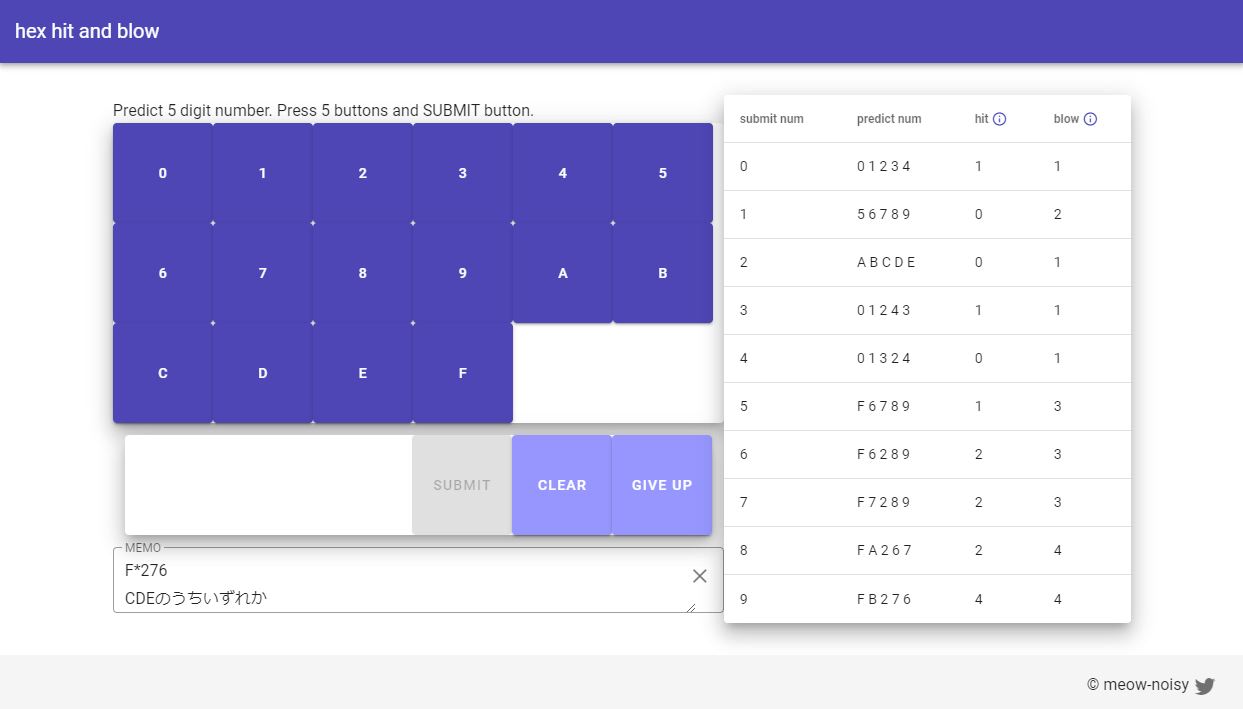 hex hit and blow
Predict 5 digit number. Press 5 buttons and SUBMIT button.
0 1 2 3 4 5
6 7 8 9 A B
C D E F
SUBMIT CLEAR GIVE UP
MEMO
F*276
CDEのうちいずれか
submit num predict num hit blow
0 0 1 2 3 4 1 1
1 5 6 7 8 9 0 2
2 A B C D E 0 1
3 0 1 2 4 3 1 1
4 0 1 3 2 4 0 1
5 F 6 7 8 9 1 3
6 F 6 2 8 9 2 3
7 F 7 2 8 9 2 3
8 F A 2 6 7 2 4
9 F B 2 7 6 4 4
© meow-noisy